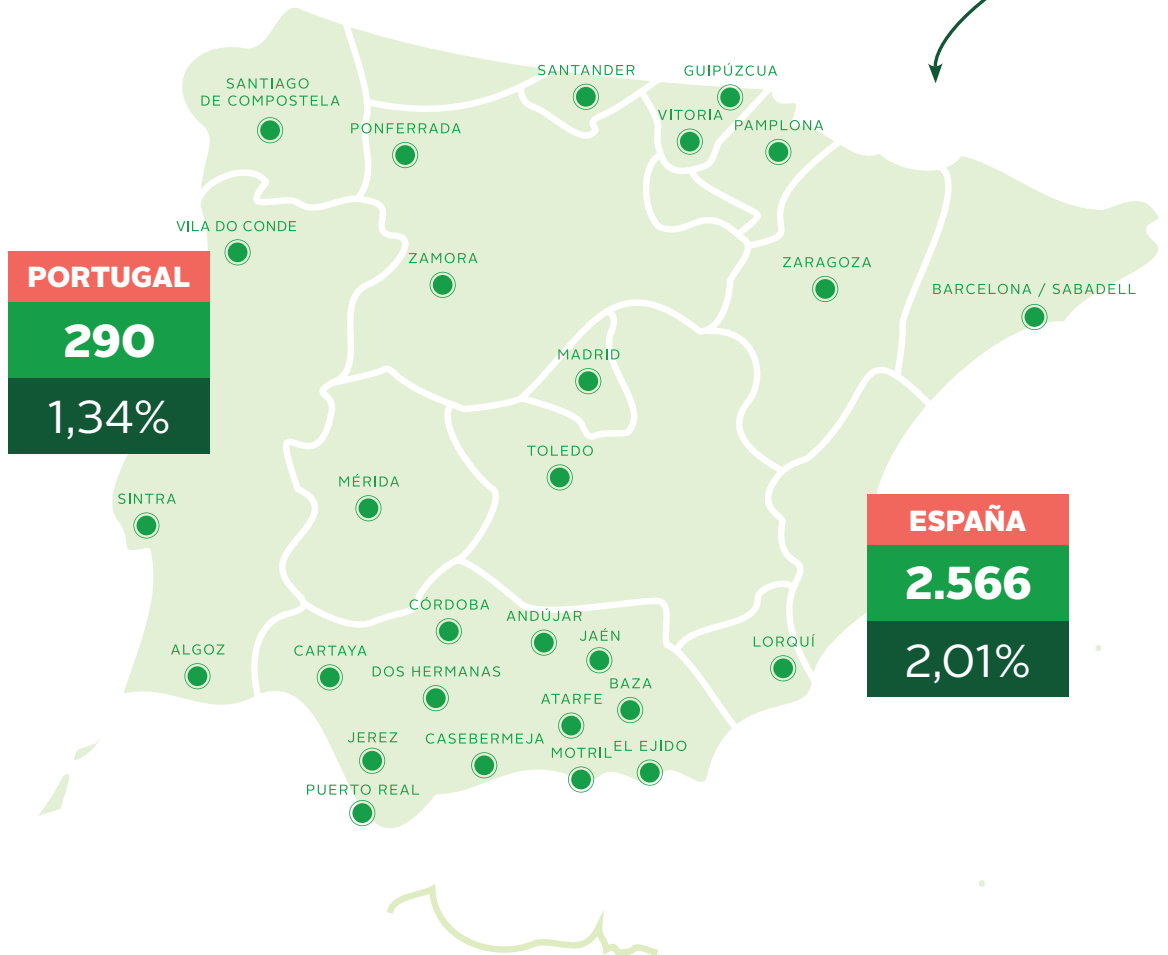 SANTANDER
GUIPÚZCUA
SANTIAGO
DE COMPOSTELA
VITORIA
PAMPLONA
PONFERRADA
VILA DO CONDE
ZAMORA
ZARAGOZA
BARCELONA / SABADELL
PORTUGAL
290
1,34%
MADRID
TOLEDO
MÉRIDA
SINTRA
ESPAÑA
2.566
2,01%
CÓRDOBA
ANDÚJAR
JAÉN
LORQUÍ
ALGOZ
CARTAYA
DOS HERMANAS
BAZA
ATARFE
JEREZ
CASEBERMEJA
MOTRIL
EL EJIDO
PUERTO REAL